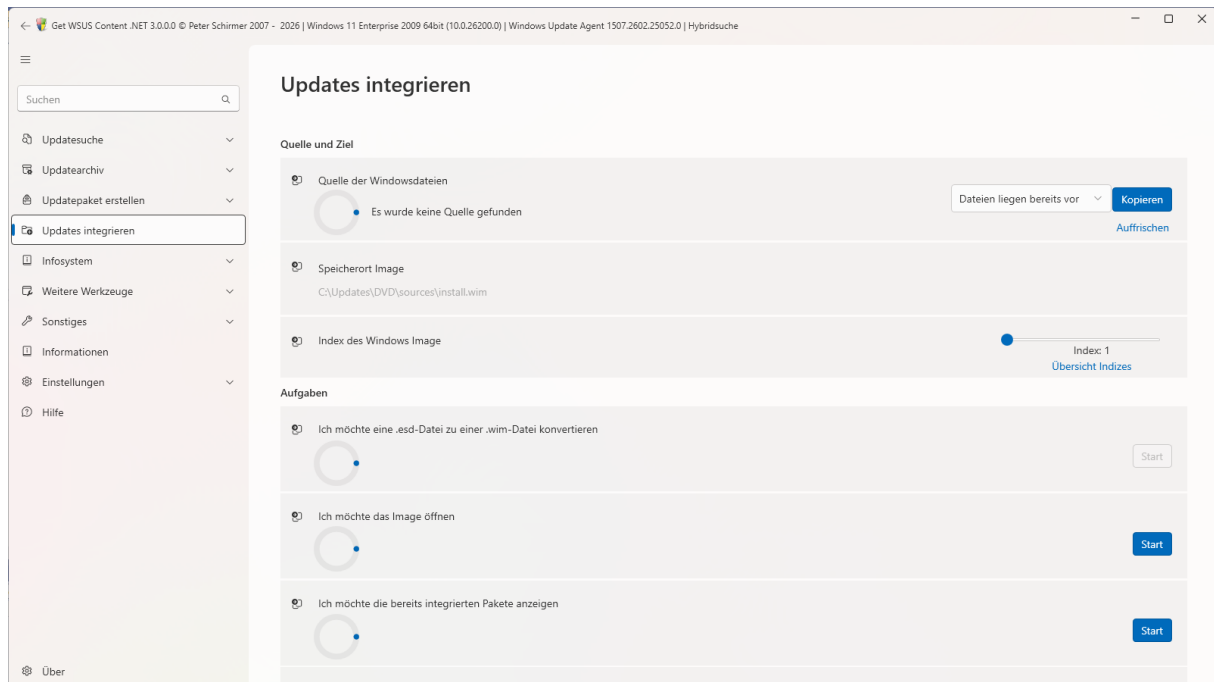 Get WSUS Content .NET 3.0.0.0 © Peter Schirmer 2007 - 2026 | Windows 11 Enterprise 2009 64bit (10.0.26200.0) | Windows Update Agent 1507.2602.25052.0 | Hybridsuche
Suchen
Updatesuche
Updatearchiv
Updatepaket erstellen
Updates integrieren
Infosystem
Weitere Werkzeuge
Sonstiges
Informationen
Einstellungen
Hilfe
Über
Updates integrieren
Quelle und Ziel
Quelle der Windowsdateien
Es wurde keine Quelle gefunden
Dateien liegen bereits vor
Kopieren
Auffrischen
Speicherort Image
C:\Updates\DVD\sources\install.wim
Index des Windows Image
Index: 1
Übersicht Indizes
Aufgaben
Ich möchte eine .esd-Datei zu einer .wim-Datei konvertieren
Start
Ich möchte das Image öffnen
Start
Ich möchte die bereits integrierten Pakete anzeigen
Start